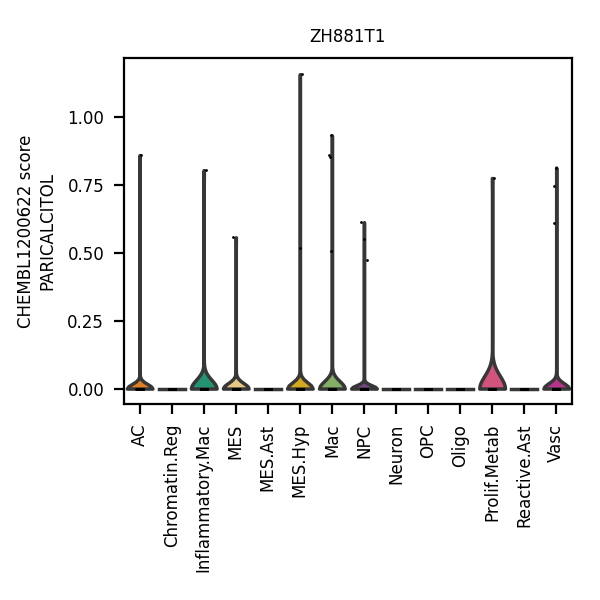 ZH881T1
CHEMBL1200622 score
PARICALCITOL
1.00
0.75
0.50
0.25
0.00
AC
Chromatin.Reg
Inflammatory.Mac
MES
MES.Ast
MES.Hyp
Mac
NPC
Neuron
OPC
Oligo
Prolif.Metab
Reactive.Ast
Vasc